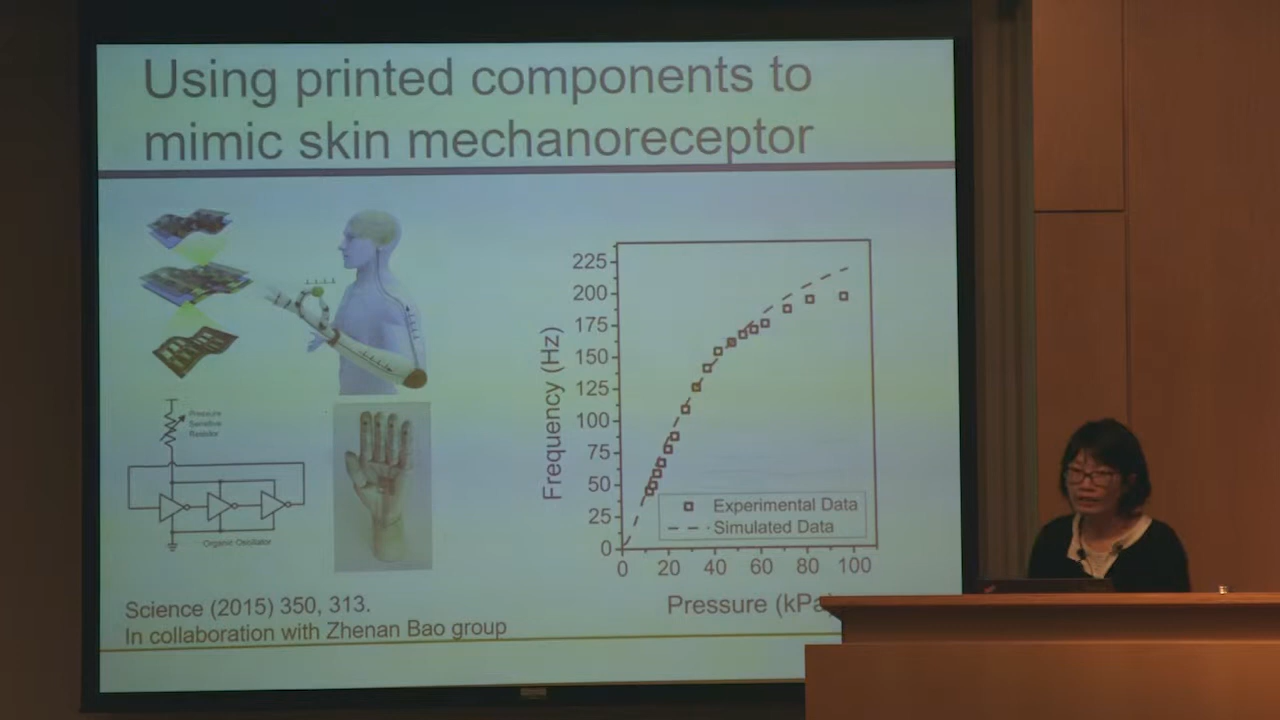 Using printed components to
mimic skin mechanoreceptor
Pressure
Sensitive
Resistor
Organic Oscillator
Science (2015) 350, 313.
In collaboration with Zhenan Bao group
Frequency (Hz)
225
200
175
150
125
100
75
50
25
0
Experimental Data
Simulated Data
0 20 40 60 80 100
Pressure (kPa